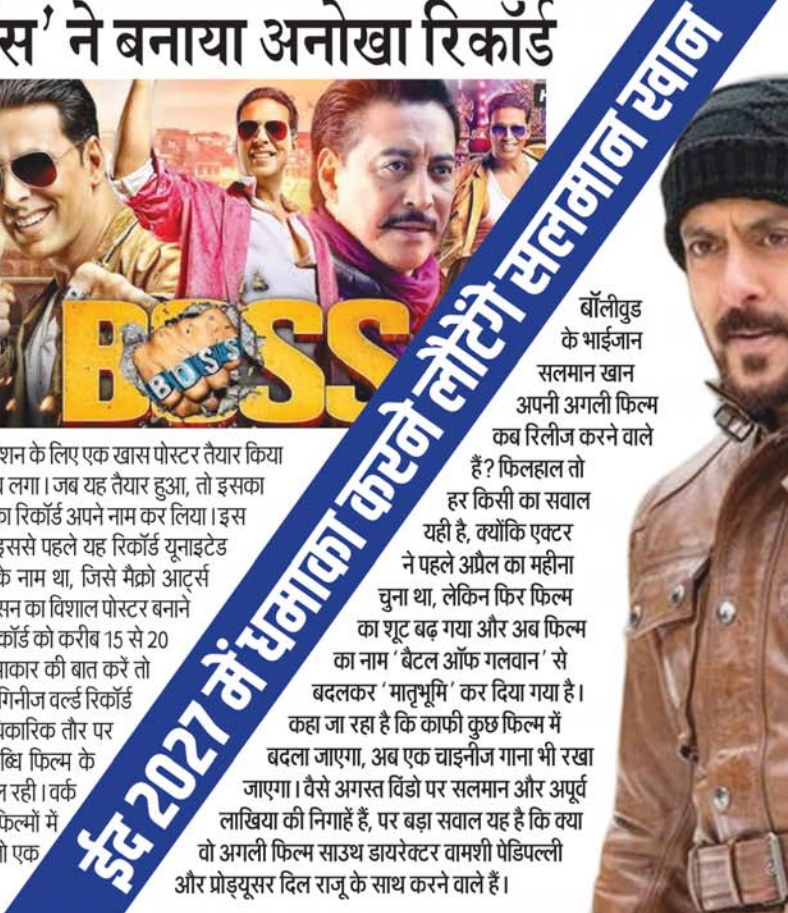 स' ने बनाया अनोखा रिकॉर्ड
BOSS
BOSS
शन के लिए एक खास पोस्टर तैयार किया
लगा। जब यह तैयार हुआ, तो इसका
का रिकॉर्ड अपने नाम कर लिया। इस
इससे पहले यह रिकॉर्ड यूनाइटेड
के नाम था, जिसे मैक्रो आर्ट्स
सन का विशाल पोस्टर बनाने
कॉर्ड को करीब 15 से 20
आकार की बात करें तो
गिनीज वर्ल्ड रिकॉर्ड
धिकारिक तौर पर
ब्धि फिल्म के
ल रही। वर्क
फिल्मों में
ो एक
ईद 2027 में धमाका करने लौटेंगे सलमान खान
बॉलीवुड
के भाईजान
सलमान खान
अपनी अगली फिल्म
कब रिलीज करने वाले
हैं? फिलहाल तो
हर किसी का सवाल
यही है, क्योंकि एक्टर
ने पहले अप्रैल का महीना
चुना था, लेकिन फिर फिल्म
का शूट बढ़ गया और अब फिल्म
का नाम 'बैटल ऑफ गलवान' से
बदलकर 'मातृभूमि' कर दिया गया है।
कहा जा रहा है कि काफी कुछ फिल्म में
बदला जाएगा, अब एक चाइनीज गाना भी रखा
जाएगा। वैसे अगस्त विंडो पर सलमान और अपूर्व
लाखिया की निगाहें हैं, पर बड़ा सवाल यह है कि क्या
वो अगली फिल्म साउथ डायरेक्टर वामशी पेडिपल्ली
और प्रोड्यूसर दिल राजू के साथ करने वाले हैं।